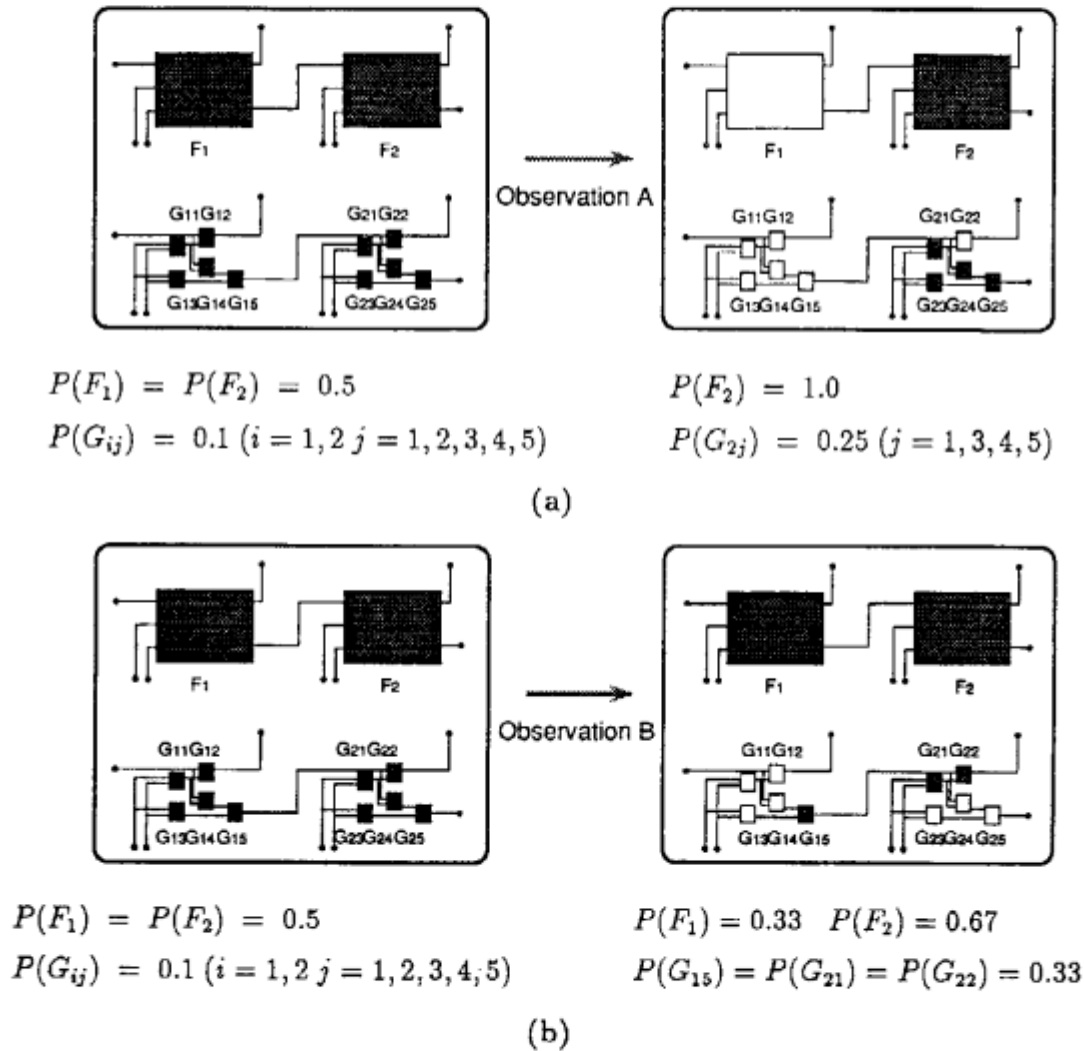 F1 F2
G11G12 G21G22
G13G14G15 G23G24G25
Observation A
F1 F2
G11G12 G21G22
G13G14G15 G23G24G25
P(F1) = P(F2) = 0.5
P(Gij) = 0.1 (i = 1, 2 j = 1, 2, 3, 4, 5)
P(F2) = 1.0
P(G2j) = 0.25 (j = 1, 3, 4, 5)
(a)
F1 F2
G11G12 G21G22
G13G14G15 G23G24G25
Observation B
F1 F2
G11G12 G21G22
G13G14G15 G23G24G25
P(F1) = P(F2) = 0.5
P(Gij) = 0.1 (i = 1, 2 j = 1, 2, 3, 4, 5)
P(F1) = 0.33 P(F2) = 0.67
P(G15) = P(G21) = P(G22) = 0.33
(b)